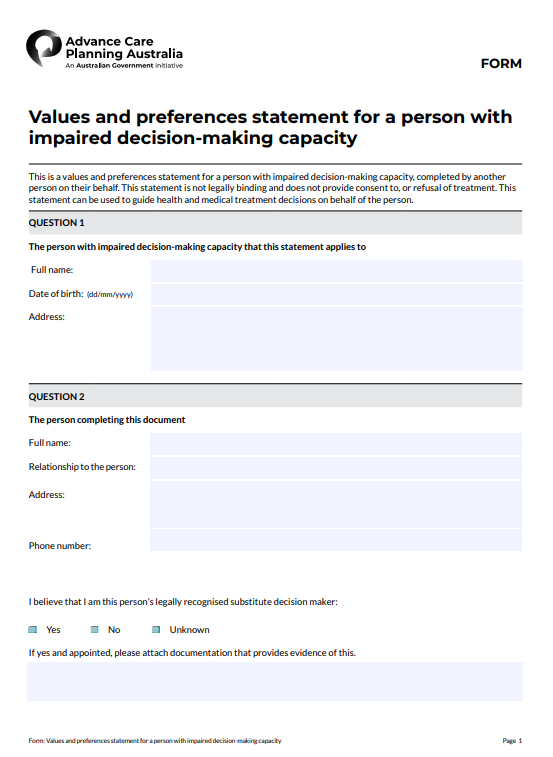 Advance Care
Planning Australia
An Australian Government Initiative
FORM
Values and preferences statement for a person with
impaired decision-making capacity
This is a values and preferences statement for a person with impaired decision-making capacity, completed by another
person on their behalf. This statement is not legally binding and does not provide consent to, or refusal of treatment. This
statement can be used to guide health and medical treatment decisions on behalf of the person.
QUESTION 1
The person with impaired decision-making capacity that this statement applies to
Full name:
Date of birth: (dd/mm/yyyy)
Address:
QUESTION 2
The person completing this document
Full name:
Relationship to the person:
Address:
Phone number:
I believe that I am this person's legally recognised substitute decision maker:
Yes No Unknown
If yes and appointed, please attach documentation that provides evidence of this.
Form: Values and preferences statement for a person with impaired decision-making capacity Page 1